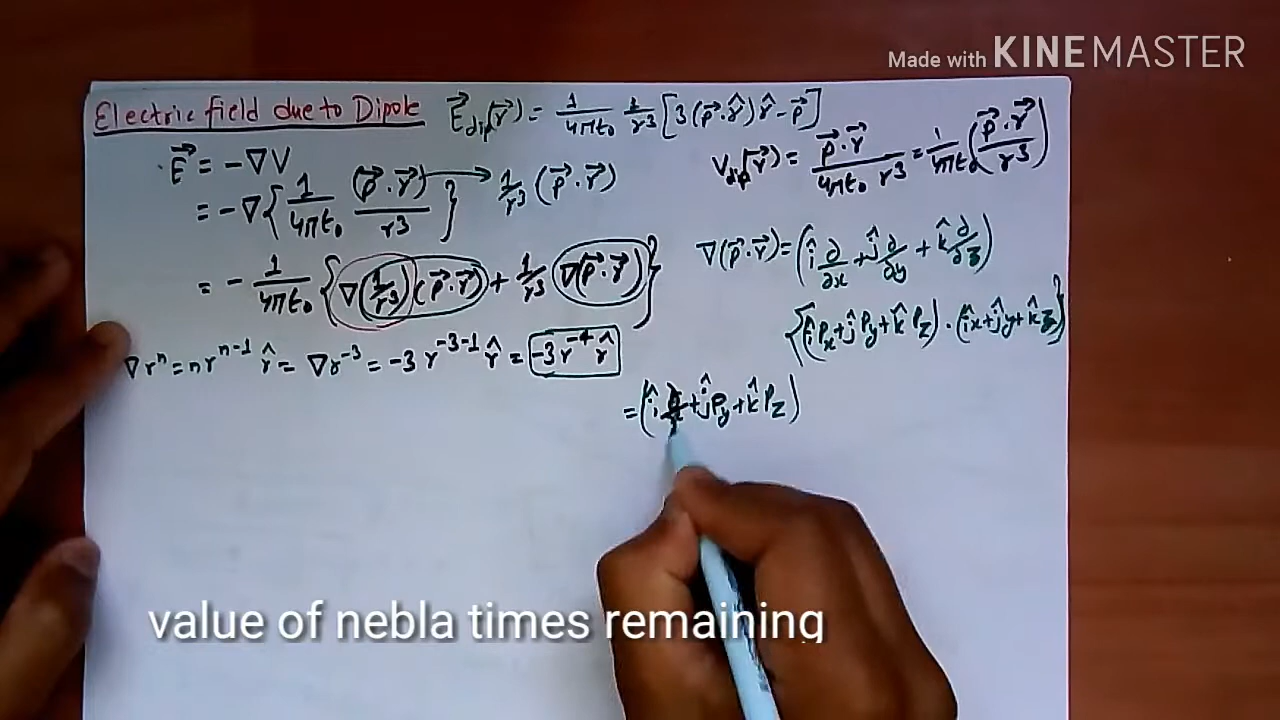 Made with KINEMASTER
Electric field due to Dipole E⃗dip(r⃗) = 1/4πε₀ 1/r³ [3(p⃗·r̂)r̂ - p⃗]
E⃗ = -∇V
Vdip(r⃗) = p⃗·r⃗/4πε₀ r³ = 1/4πε₀ (p⃗·r⃗/r³)
= -∇{1/4πε₀ (p⃗·r⃗)/r³} → 1/r³ (p⃗·r⃗)
∇(p⃗·r⃗) = (î ∂/∂x + ĵ ∂/∂y + k̂ ∂/∂z)
= - 1/4πε₀ {∇(1/r³)(p⃗·r⃗) + 1/r³ ∇(p⃗·r⃗)}
{(îPx + ĵPy + k̂Pz) · (îx + ĵy + k̂z)}
∇rⁿ = nrⁿ⁻¹ r̂ = ∇r⁻³ = -3 r⁻³⁻¹ r̂ = -3r⁻⁴ r̂
= (î + ĵPy + k̂Pz)
value of nebla times remaining